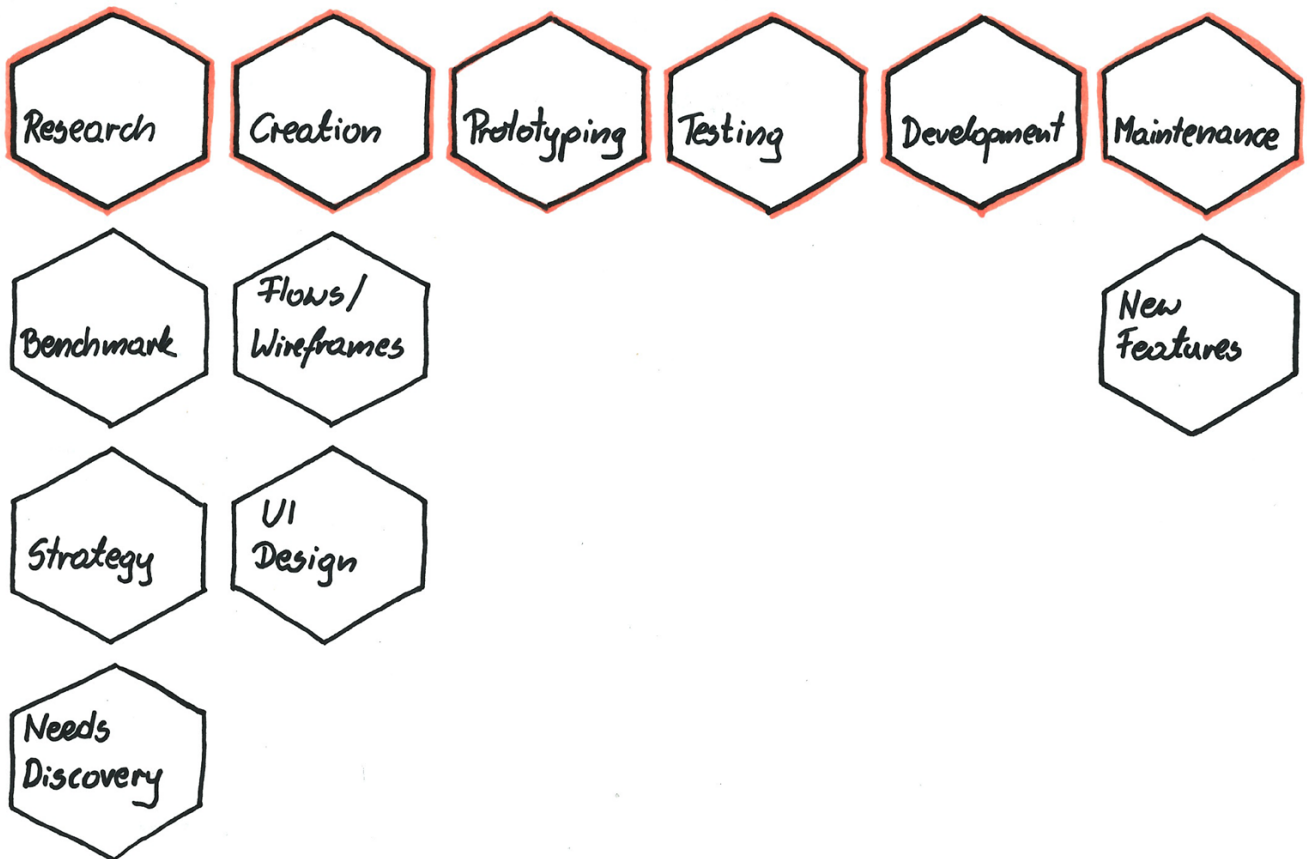 Research
Creation
Prototyping
Testing
Development
Maintenance
Benchmark
Flows/
Wireframes
New
Features
Strategy
UI
Design
Needs
Discovery